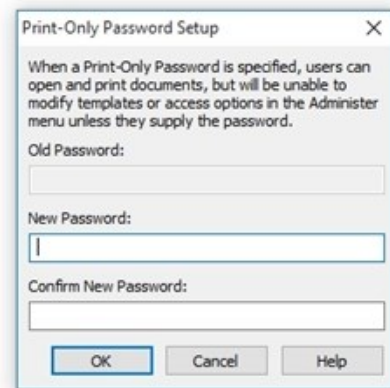 Print-Only Password Setup
When a Print-Only Password is specified, users can
open and print documents, but will be unable to
modify templates or access options in the Administer
menu unless they supply the password.
Old Password:
New Password:
Confirm New Password:
OK Cancel Help